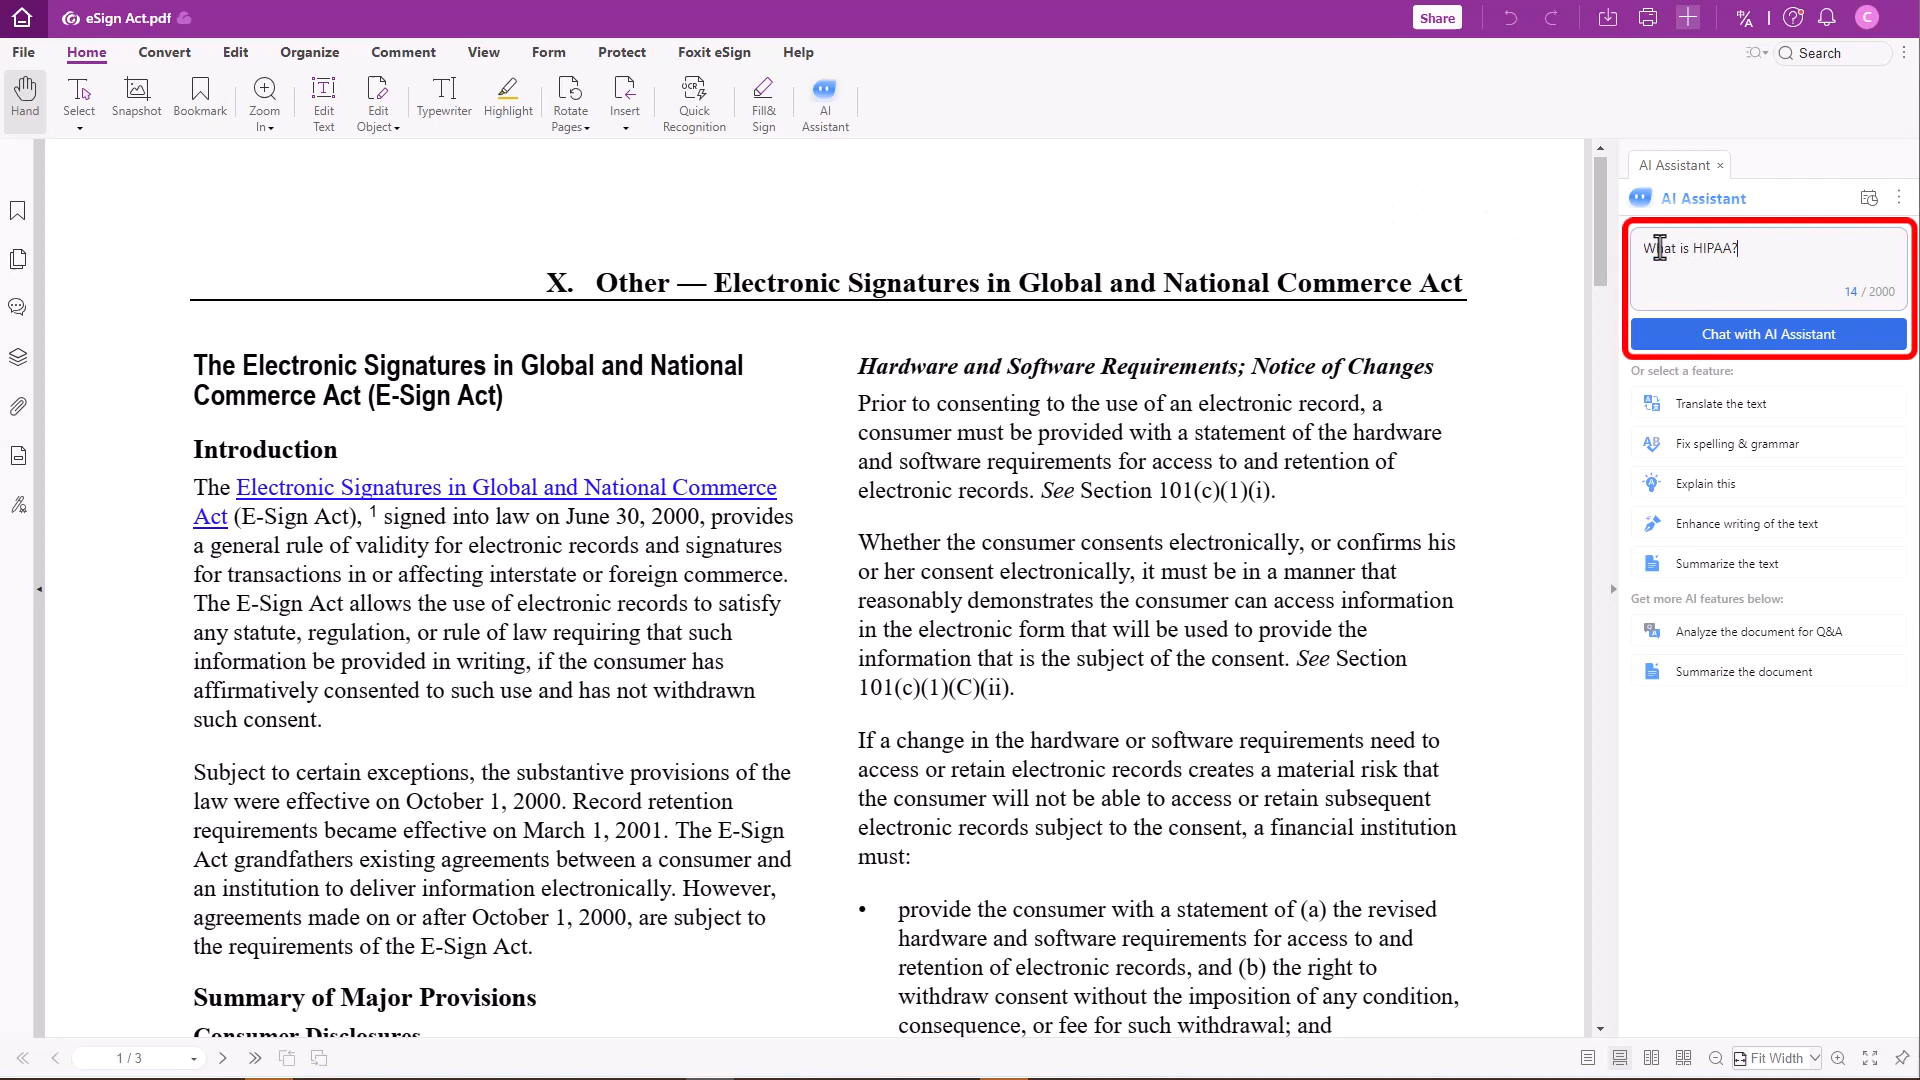 eSign Act.pdf
Share
C
File
Home
Convert
Edit
Organize
Comment
View
Form
Protect
Foxit eSign
Help
Search
Hand
Select
Snapshot
Bookmark
Zoom
In
Edit
Text
Edit
Object
Typewriter
Highlight
Rotate
Pages
Insert
OCR
Quick
Recognition
Fill&
Sign
AI
Assistant
X. Other — Electronic Signatures in Global and National Commerce Act
The Electronic Signatures in Global and National
Commerce Act (E-Sign Act)
Introduction
The Electronic Signatures in Global and National Commerce
Act (E-Sign Act), 1 signed into law on June 30, 2000, provides
a general rule of validity for electronic records and signatures
for transactions in or affecting interstate or foreign commerce.
The E-Sign Act allows the use of electronic records to satisfy
any statute, regulation, or rule of law requiring that such
information be provided in writing, if the consumer has
affirmatively consented to such use and has not withdrawn
such consent.
Subject to certain exceptions, the substantive provisions of the
law were effective on October 1, 2000. Record retention
requirements became effective on March 1, 2001. The E-Sign
Act grandfathers existing agreements between a consumer and
an institution to deliver information electronically. However,
agreements made on or after October 1, 2000, are subject to
the requirements of the E-Sign Act.
Summary of Major Provisions
Consumer Disclosures
Hardware and Software Requirements; Notice of Changes
Prior to consenting to the use of an electronic record, a
consumer must be provided with a statement of the hardware
and software requirements for access to and retention of
electronic records. See Section 101(c)(1)(i).
Whether the consumer consents electronically, or confirms his
or her consent electronically, it must be in a manner that
reasonably demonstrates the consumer can access information
in the electronic form that will be used to provide the
information that is the subject of the consent. See Section
101(c)(1)(C)(ii).
If a change in the hardware or software requirements need to
access or retain electronic records creates a material risk that
the consumer will not be able to access or retain subsequent
electronic records subject to the consent, a financial institution
must:
• provide the consumer with a statement of (a) the revised
hardware and software requirements for access to and
retention of electronic records, and (b) the right to
withdraw consent without the imposition of any condition,
consequence, or fee for such withdrawal; and
AI Assistant ×
AI Assistant
What is HIPAA?
14 / 2000
Chat with AI Assistant
Or select a feature:
Translate the text
Fix spelling & grammar
Explain this
Enhance writing of the text
Summarize the text
Get more AI features below:
Analyze the document for Q&A
Summarize the document
1 / 3
Fit Width